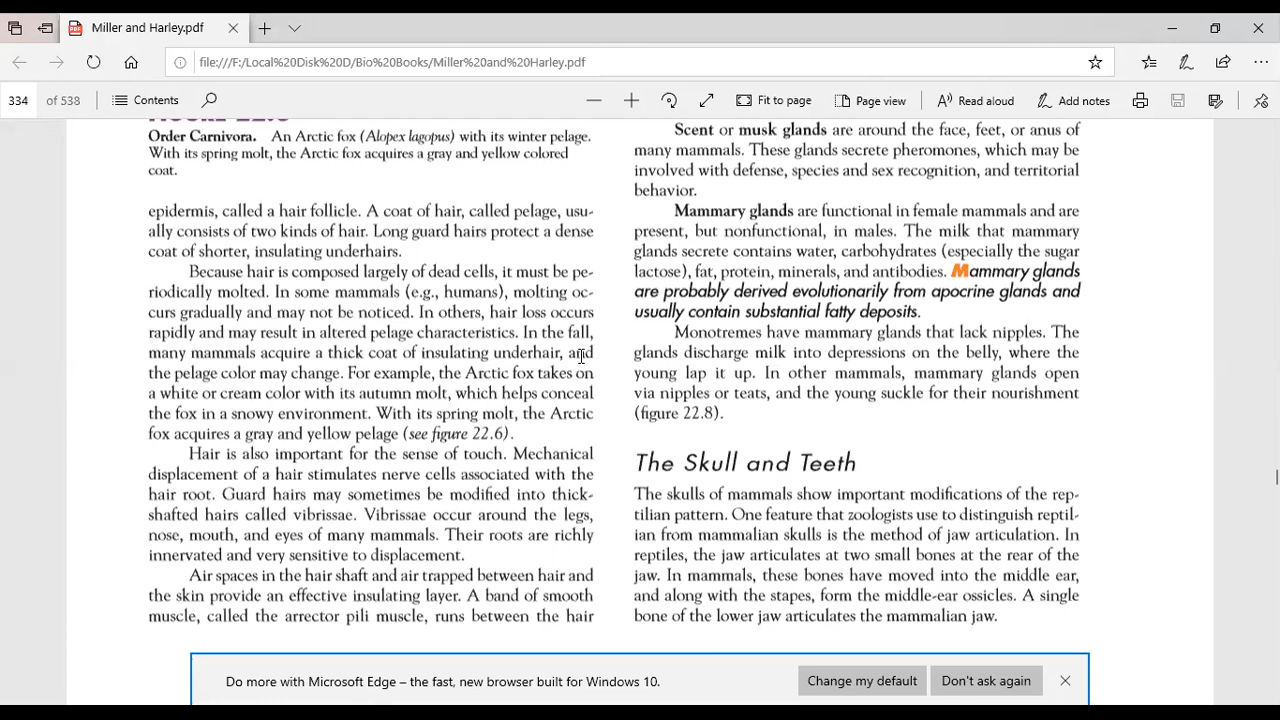 Miller and Harley.pdf
file:///F:/Local%20Disk%20D/Bio%20Books/Miller%20and%20Harley.pdf
334 of 538 Contents Fit to page Page view Read aloud Add notes
Order Carnivora. An Arctic fox (Alopex lagopus) with its winter pelage.
With its spring molt, the Arctic fox acquires a gray and yellow colored
coat.
epidermis, called a hair follicle. A coat of hair, called pelage, usu-
ally consists of two kinds of hair. Long guard hairs protect a dense
coat of shorter, insulating underhairs.
Because hair is composed largely of dead cells, it must be pe-
riodically molted. In some mammals (e.g., humans), molting oc-
curs gradually and may not be noticed. In others, hair loss occurs
rapidly and may result in altered pelage characteristics. In the fall,
many mammals acquire a thick coat of insulating underhair, and
the pelage color may change. For example, the Arctic fox takes on
a white or cream color with its autumn molt, which helps conceal
the fox in a snowy environment. With its spring molt, the Arctic
fox acquires a gray and yellow pelage (see figure 22.6).
Hair is also important for the sense of touch. Mechanical
displacement of a hair stimulates nerve cells associated with the
hair root. Guard hairs may sometimes be modified into thick-
shafted hairs called vibrissae. Vibrissae occur around the legs,
nose, mouth, and eyes of many mammals. Their roots are richly
innervated and very sensitive to displacement.
Air spaces in the hair shaft and air trapped between hair and
the skin provide an effective insulating layer. A band of smooth
muscle, called the arrector pili muscle, runs between the hair
Scent or musk glands are around the face, feet, or anus of
many mammals. These glands secrete pheromones, which may be
involved with defense, species and sex recognition, and territorial
behavior.
Mammary glands are functional in female mammals and are
present, but nonfunctional, in males. The milk that mammary
glands secrete contains water, carbohydrates (especially the sugar
lactose), fat, protein, minerals, and antibodies. Mammary glands
are probably derived evolutionarily from apocrine glands and
usually contain substantial fatty deposits.
Monotremes have mammary glands that lack nipples. The
glands discharge milk into depressions on the belly, where the
young lap it up. In other mammals, mammary glands open
via nipples or teats, and the young suckle for their nourishment
(figure 22.8).
The Skull and Teeth
The skulls of mammals show important modifications of the rep-
tilian pattern. One feature that zoologists use to distinguish reptil-
ian from mammalian skulls is the method of jaw articulation. In
reptiles, the jaw articulates at two small bones at the rear of the
jaw. In mammals, these bones have moved into the middle ear,
and along with the stapes, form the middle-ear ossicles. A single
bone of the lower jaw articulates the mammalian jaw.
Do more with Microsoft Edge – the fast, new browser built for Windows 10. Change my default Don't ask again